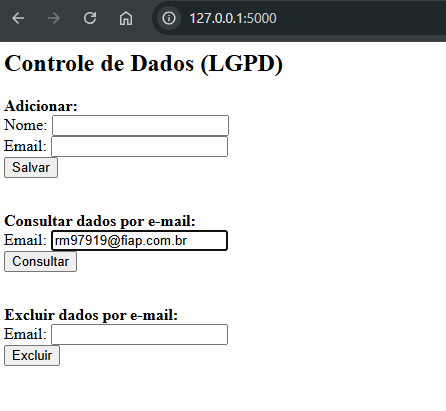 127.0.0.1:5000
Controle de Dados (LGPD)
Adicionar:
Nome:
Email:
Salvar
Consultar dados por e-mail:
Email: rm97919@fiap.com.br
Consultar
Excluir dados por e-mail:
Email:
Excluir